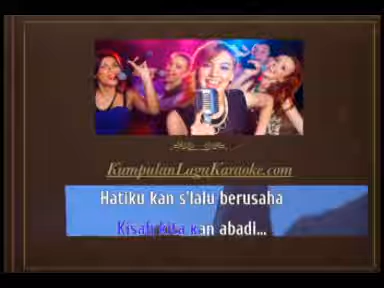 KumpulanLaguKaraoke.com
Hatiku kan s'lalu berusaha
Kisah kita kan abadi...